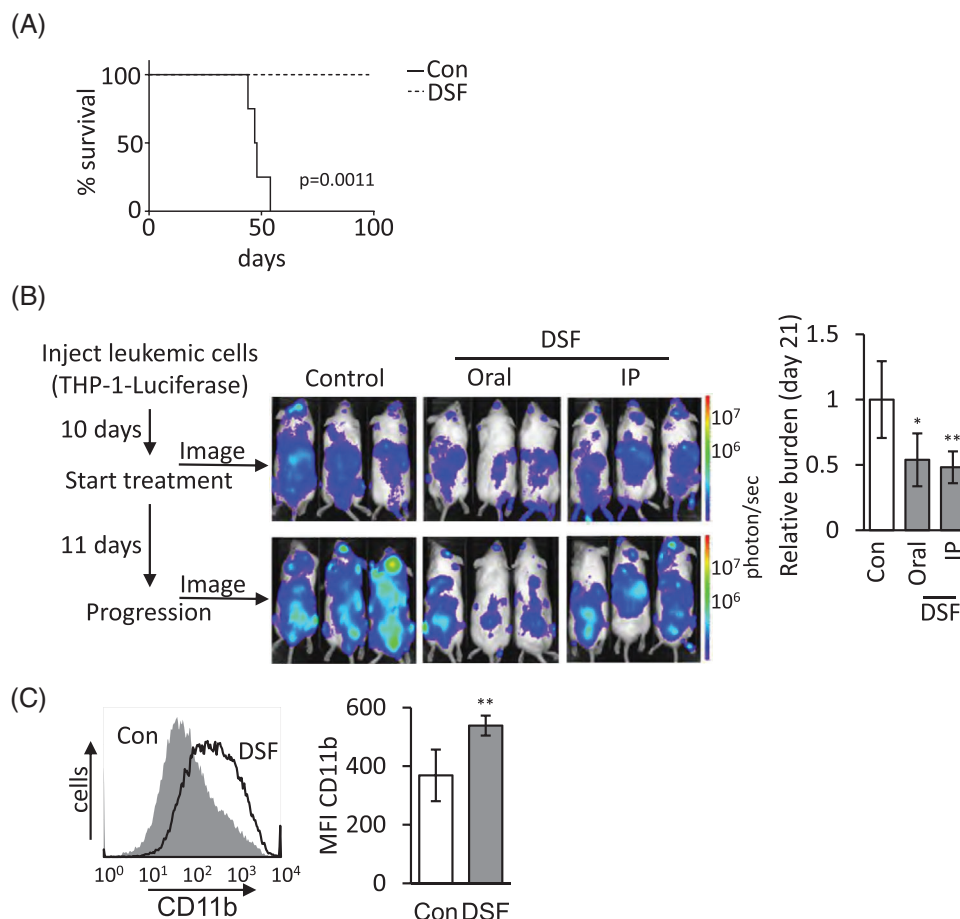 (A)
100
50
0
% survival
0
50
100
days
p=0.0011
Con
DSF
(B)
Inject leukemic cells
(THP-1-Luciferase)
10 days
Image
Start treatment
11 days
Image
Progression
DSF
Control
Oral
IP
10⁷
10⁶
10⁷
10⁶
photon/sec
Relative burden (day 21)
1.5
1
0.5
0
*
**
Con
Oral
IP
DSF
(C)
Con
DSF
cells
10⁰ 10¹ 10² 10³ 10⁴
CD11b
MFI CD11b
600
400
200
0
**
Con DSF